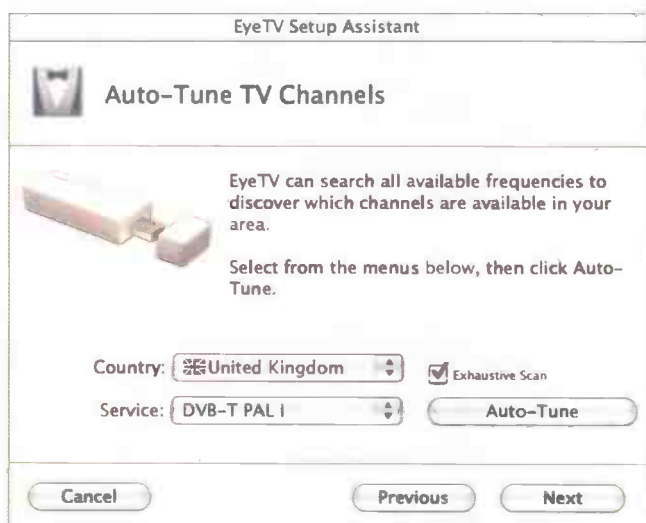 EyeTV Setup Assistant
Auto-Tune TV Channels
EyeTV can search all available frequencies to
discover which channels are available in your
area.
Select from the menus below, then click Auto-
Tune.
Country: United Kingdom
Exhaustive Scan
Service: DVB-T PAL I
Auto-Tune
Cancel
Previous
Next